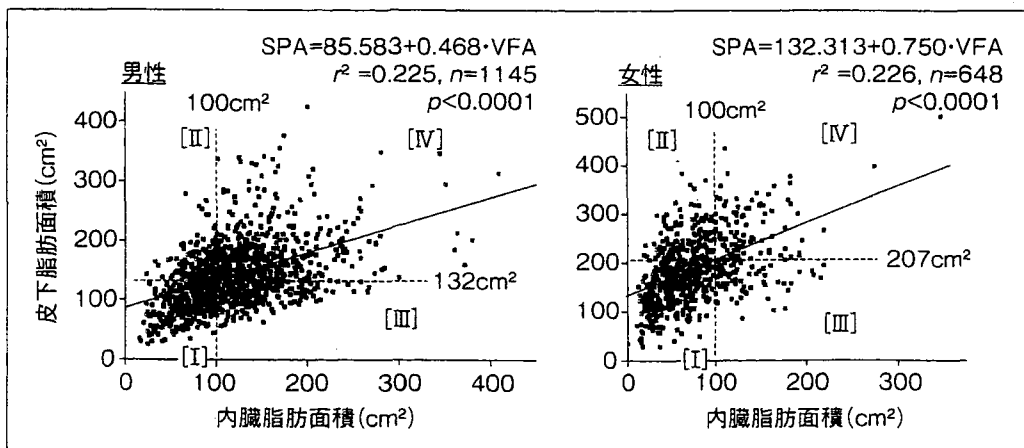 SPA=85.583+0.468·VFA
r²=0.225, n=1145
p<0.0001
男性
100cm²
[II]
[IV]
400
300
200
100
0
132cm²
[III]
[I]
0
100
200
300
400
皮下脂肪面積(cm²)
内臓脂肪面積(cm²)
SPA=132.313+0.750·VFA
r²=0.226, n=648
p<0.0001
女性
100cm²
[II]
[IV]
500
400
300
200
100
0
207cm²
[III]
[I]
0
100
200
300
内臓脂肪面積(cm²)